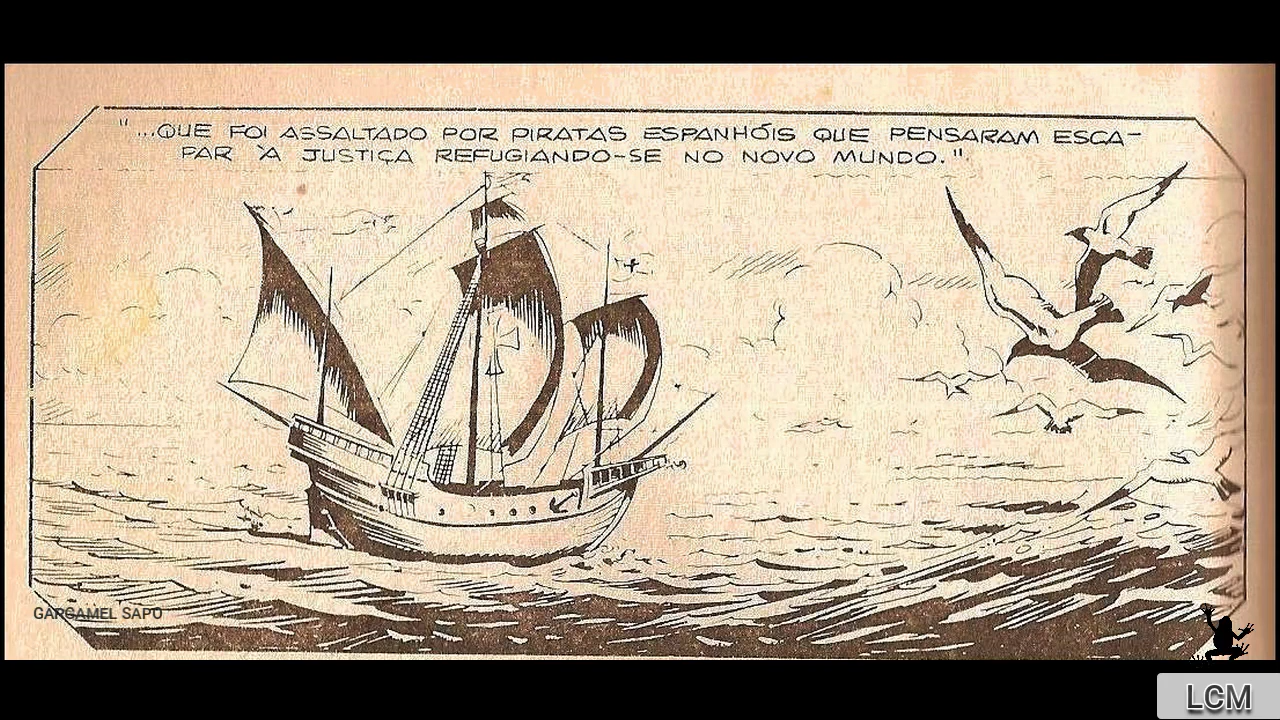 "...QUE FOI ASSALTADO POR PIRATAS ESPANHÓIS QUE PENSARAM ESCA-
PAR À JUSTIÇA REFUGIANDO-SE NO NOVO MUNDO."
GARGAMEL SAPO
LCM